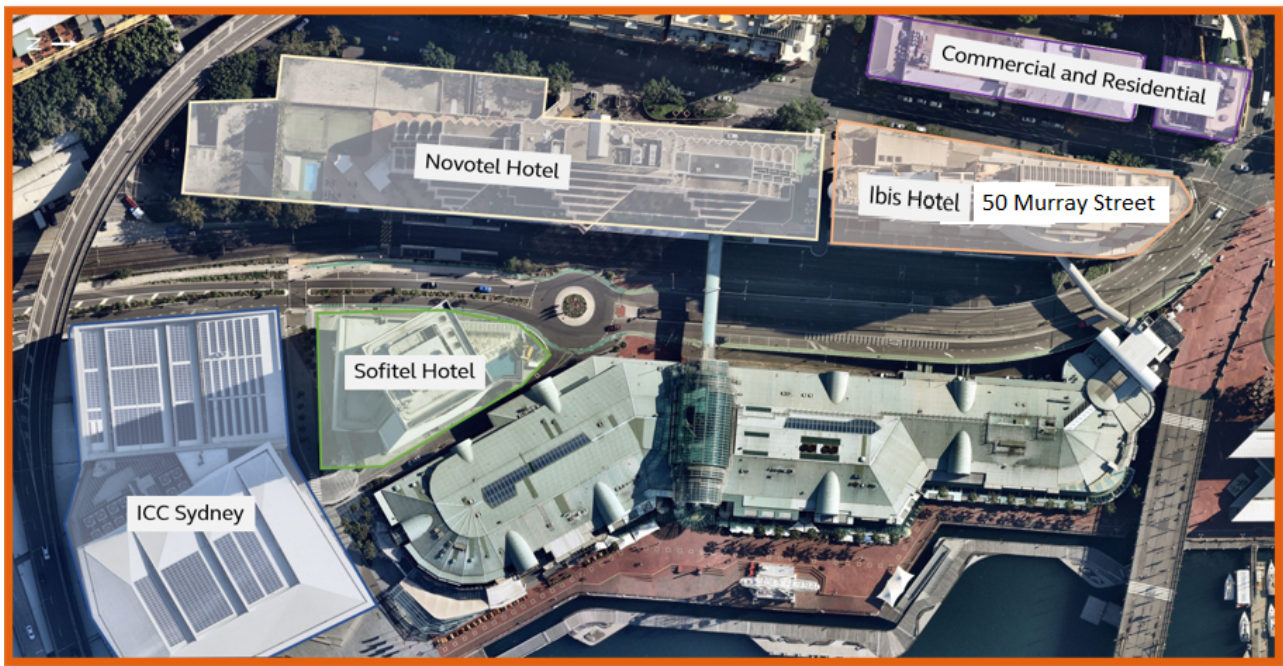 Commercial and Residential
Novotel Hotel
Ibis Hotel 50 Murray Street
Sofitel Hotel
ICC Sydney